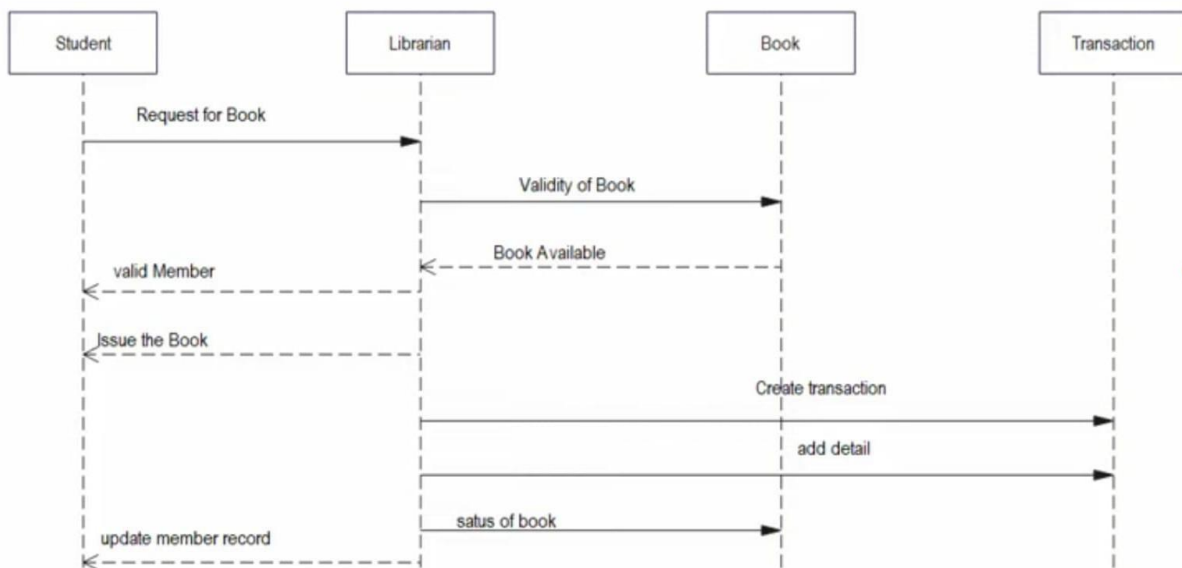 Student
Librarian
Book
Transaction
Request for Book
Validity of Book
Book Available
valid Member
Issue the Book
Create transaction
add detail
satus of book
update member record